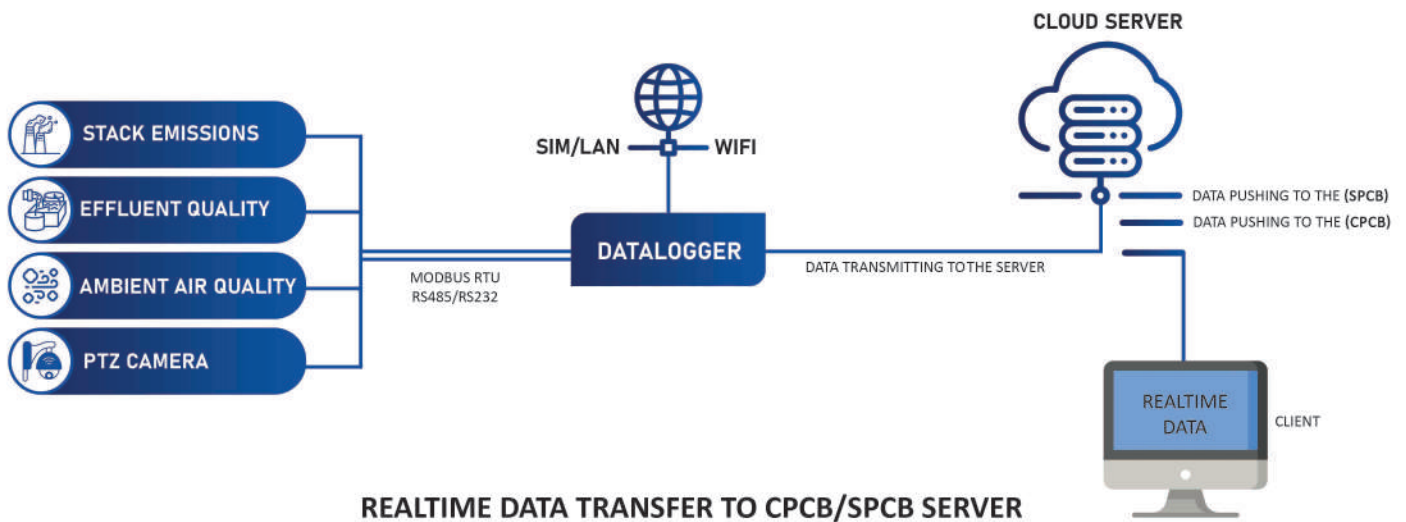 CLOUD SERVER
STACK EMISSIONS
SIM/LAN
WIFI
EFFLUENT QUALITY
DATA PUSHING TO THE (SPCB)
DATA PUSHING TO THE (CPCB)
DATALOGGER
MODBUS RTU
RS485/RS232
DATA TRANSMITTING TO THE SERVER
AMBIENT AIR QUALITY
PTZ CAMERA
REALTIME
DATA
CLIENT
REALTIME DATA TRANSFER TO CPCB/SPCB SERVER